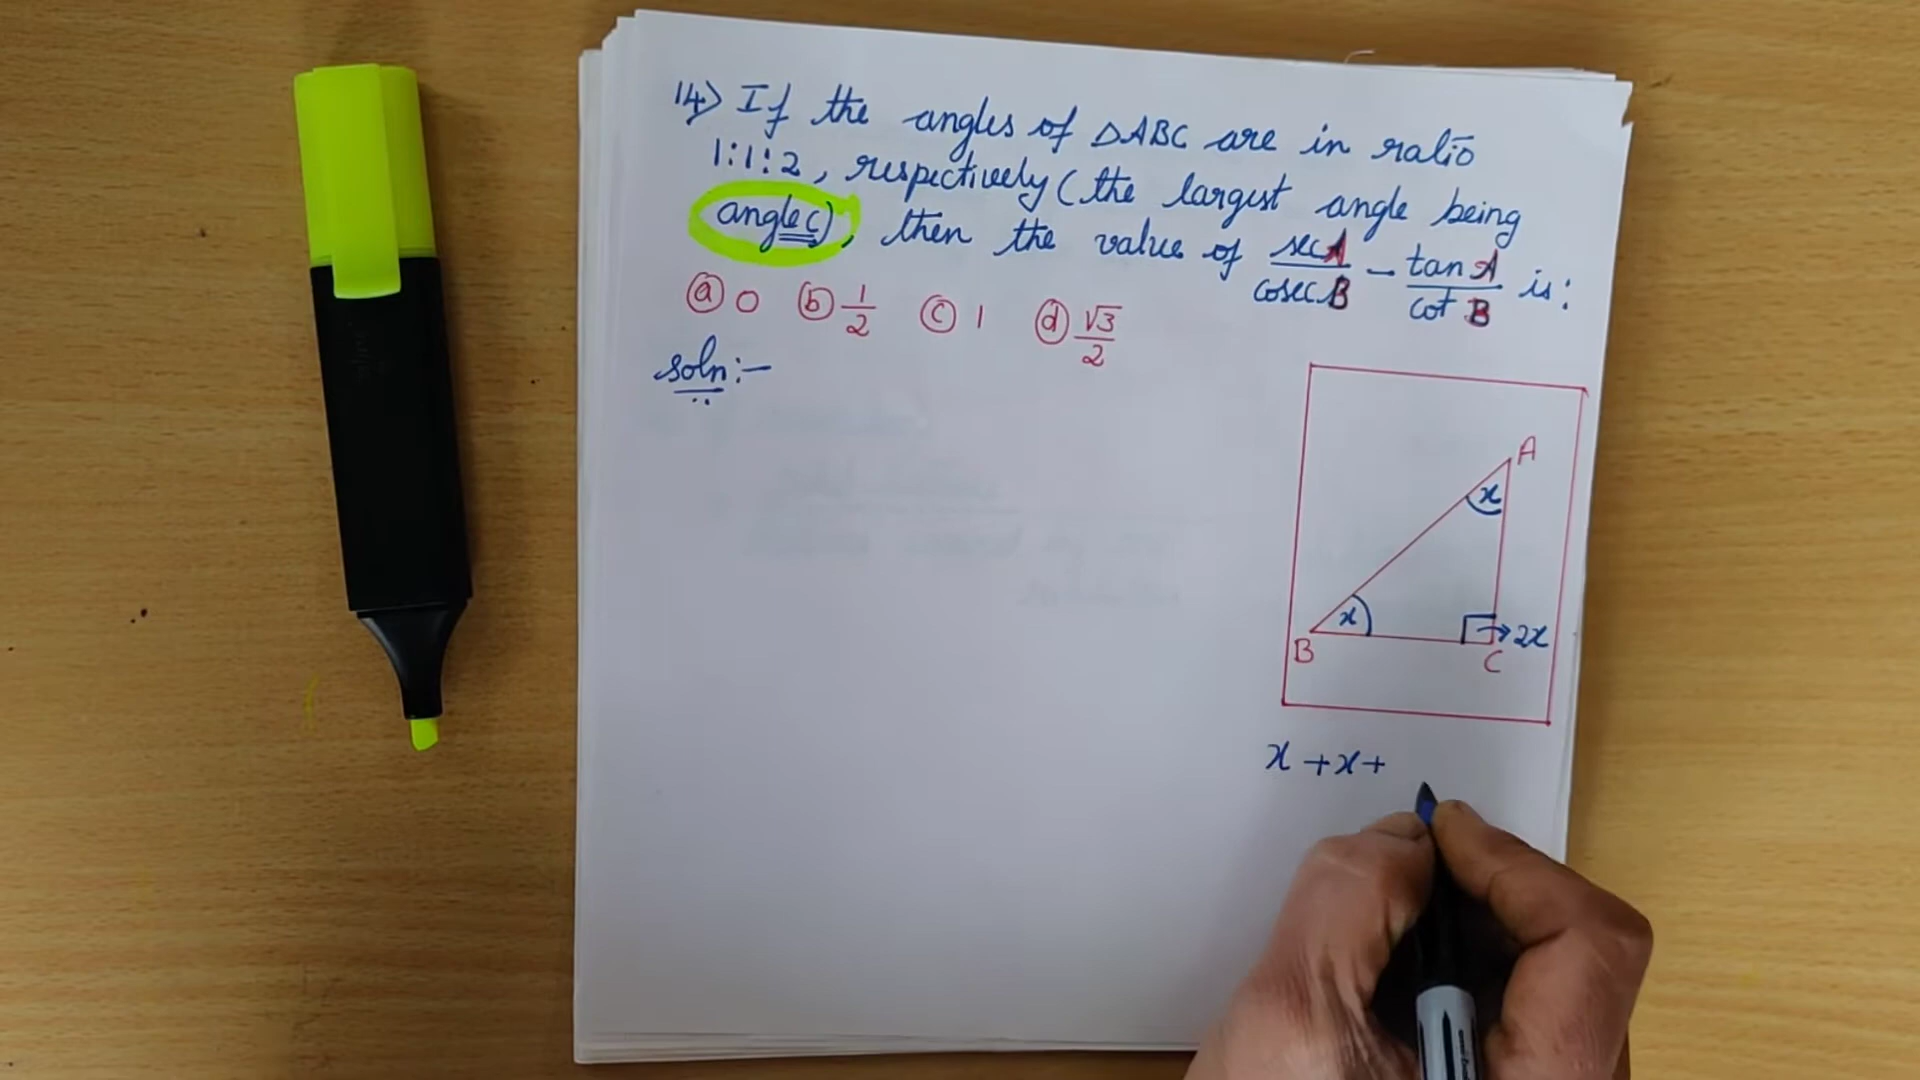 14) If the angles of △ABC are in ratio
1:1:2, respectively (the largest angle being
angle C), then the value of secA/cosecB - tanA/cotB is:
(a) 0 (b) 1/2 (c) 1 (d) √3/2
soln:-
A
x
x
2x
B
C
x + x +